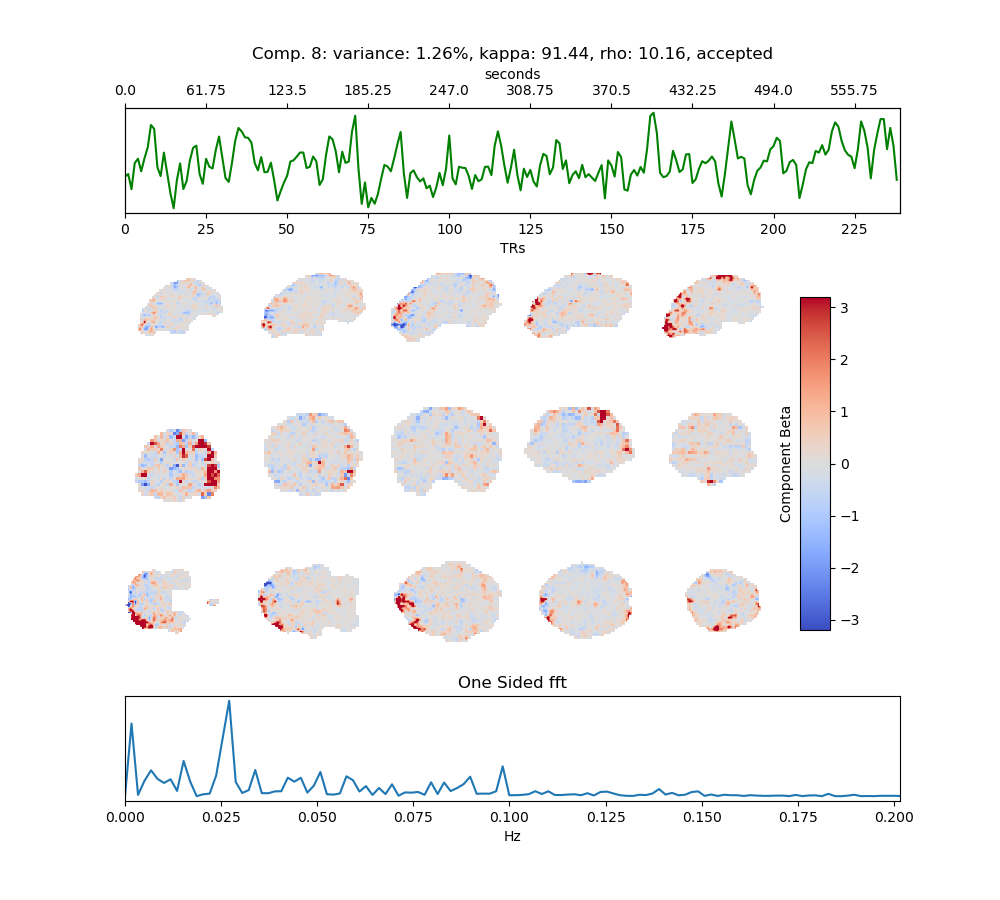 Comp. 8: variance: 1.26%, kappa: 91.44, rho: 10.16, accepted
seconds
0.0 61.75 123.5 185.25 247.0 308.75 370.5 432.25 494.0 555.75
0 25 50 75 100 125 150 175 200 225
TRs
3
2
1
0
−1
−2
−3
Component Beta
One Sided fft
0.000 0.025 0.050 0.075 0.100 0.125 0.150 0.175 0.200
Hz